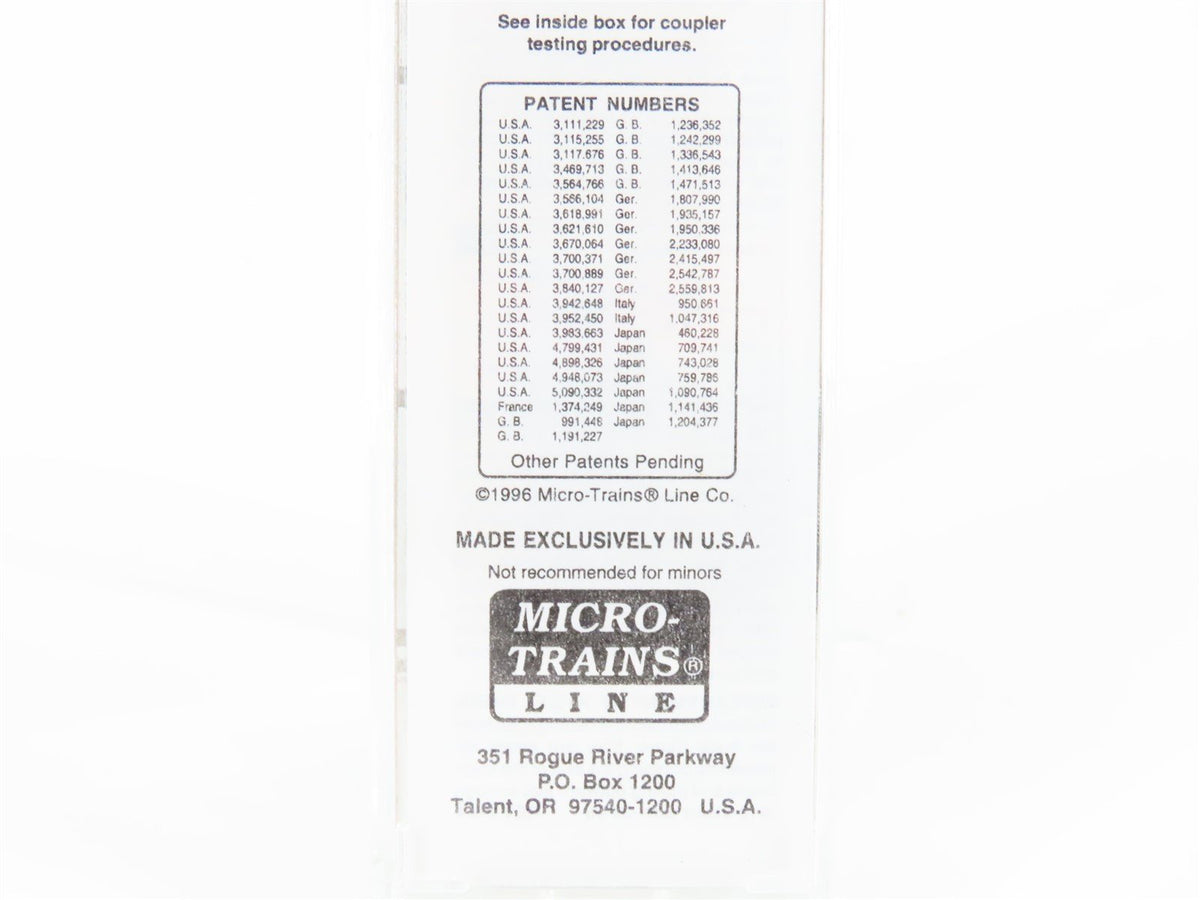 See inside box for coupler
testing procedures.
PATENT NUMBERS
U.S.A. 3,111,229 G. B. 1,236,352
U.S.A. 3,115,255 G. B. 1,242,299
U.S.A. 3,117,676 G. B. 1,336,543
U.S.A. 3,469,713 G. B. 1,413,646
U.S.A. 3,564,766 G. B. 1,471,513
U.S.A. 3,566,104 Ger. 1,807,990
U.S.A. 3,618,991 Ger. 1,935,157
U.S.A. 3,621,610 Ger. 1,950,336
U.S.A. 3,670,064 Ger. 2,233,080
U.S.A. 3,700,371 Ger. 2,415,497
U.S.A. 3,700,889 Ger. 2,542,787
U.S.A. 3,840,127 Ger. 2,559,813
U.S.A. 3,942,648 Italy 950,661
U.S.A. 3,952,450 Italy 1,047,316
U.S.A. 3,983,663 Japan 460,228
U.S.A. 4,799,431 Japan 709,741
U.S.A. 4,898,326 Japan 743,028
U.S.A. 4,948,073 Japan 759,786
U.S.A. 5,090,332 Japan 1,090,764
France 1,374,249 Japan 1,141,436
G. B. 991,446 Japan 1,204,377
G. B. 1,191,227
Other Patents Pending
©1996 Micro-Trains® Line Co.
MADE EXCLUSIVELY IN U.S.A.
Not recommended for minors
MICRO-
TRAINS®
LINE
351 Rogue River Parkway
P.O. Box 1200
Talent, OR 97540-1200 U.S.A.